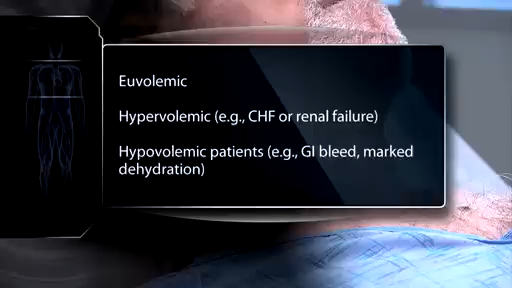 Euvolemic
Hypervolemic (e.g., CHF or renal failure)
Hypovolemic patients (e.g., GI bleed, marked
dehydration)